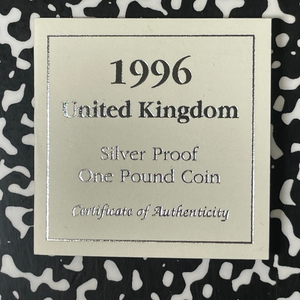 1996
United Kingdom
Silver Proof
One Pound Coin
Certificate of Authenticity